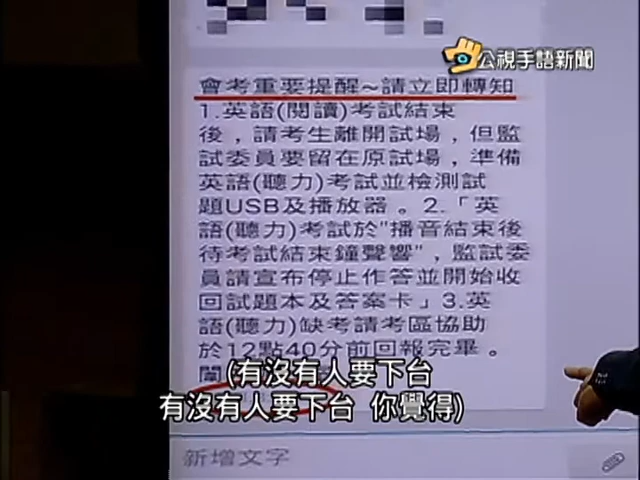 公視手語新聞
會考重要提醒~請立即轉知
1.英語(閱讀)考試結束
後，請考生離開試場，但監
試委員要留在原試場，準備
英語(聽力)考試並檢測試
題USB及播放器。2.「英
語(聽力)考試於"播音結束後
待考試結束鐘聲響"，監試委
員請宣布停止作答並開始收
回試題本及答案卡」3.英
語(聽力)缺考請考區協助
於12點40分前回報完畢。
闈
(有沒有人要下台
有沒有人要下台 你覺得)
新增文字